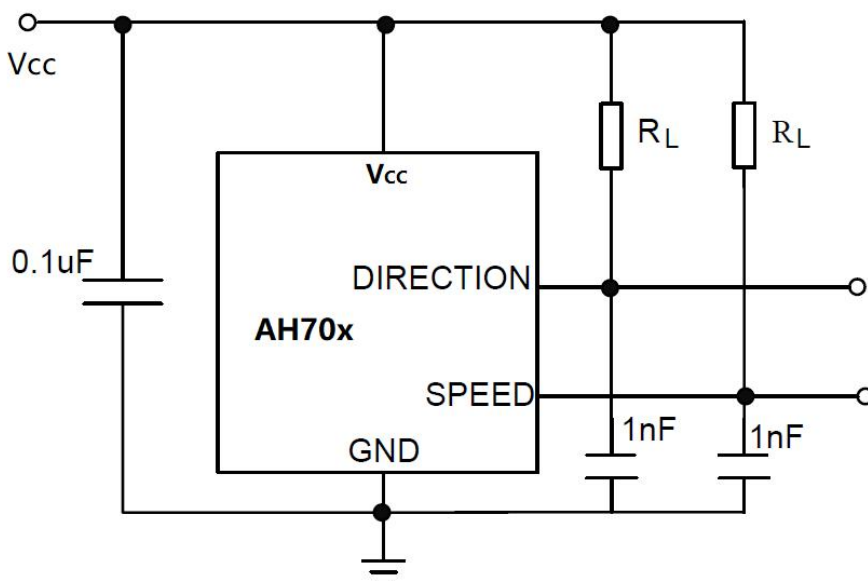 Vcc
RL
RL
Vcc
0.1uF
DIRECTION
AH70x
SPEED
1nF
1nF
GND